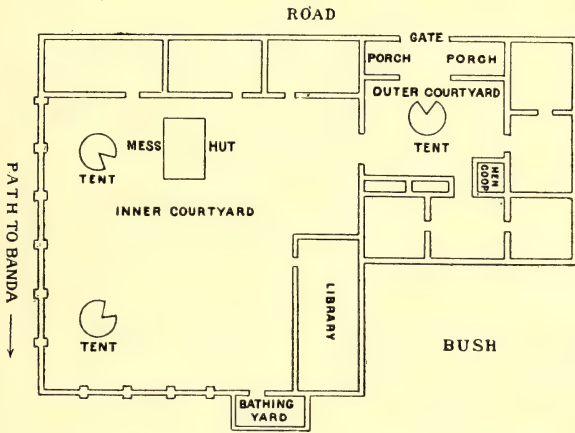 ROAD
GATE
PORCH PORCH
OUTER COURTYARD
TENT
HEN COOP
MESS HUT
TENT
INNER COURTYARD
PATH TO BANDA
LIBRARY
TENT
BUSH
BATHING
YARD